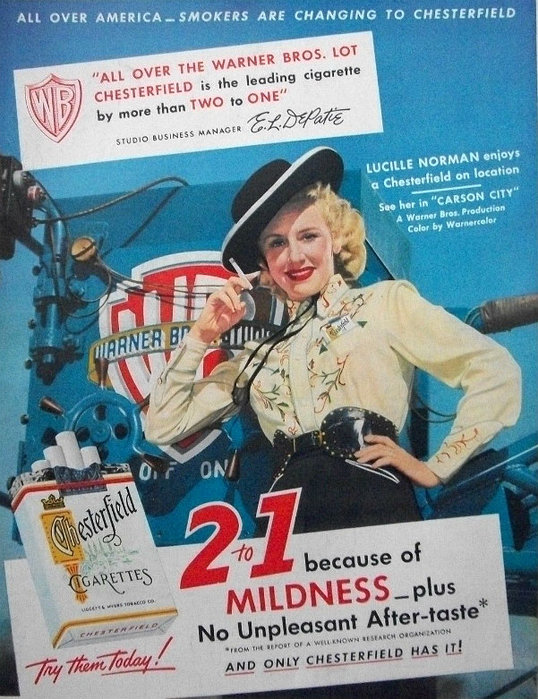 ALL OVER AMERICA — SMOKERS ARE CHANGING TO CHESTERFIELD
WB
"ALL OVER THE WARNER BROS. LOT
CHESTERFIELD is the leading cigarette
by more than TWO to ONE"
STUDIO BUSINESS MANAGER E.L. DePatie
LUCILLE NORMAN enjoys
a Chesterfield on location
See her in "CARSON CITY"
A Warner Bros. Production
Color by Warnercolor
WARNER BR
OFF ON
Chesterfield
CIGARETTES
LIGGETT & MYERS TOBACCO CO.
CHESTERFIELD
2 to 1 because of
MILDNESS — plus
No Unpleasant After-taste*
*FROM THE REPORT OF A WELL-KNOWN RESEARCH ORGANIZATION
AND ONLY CHESTERFIELD HAS IT!
Try them Today!